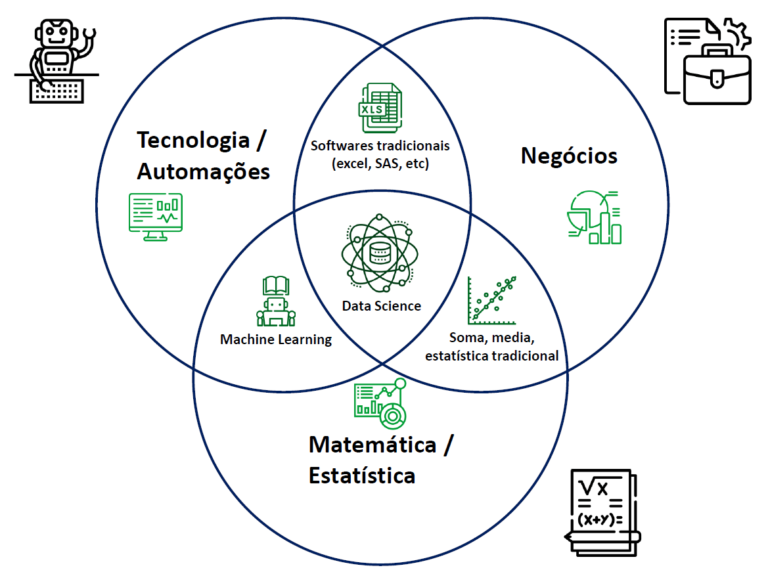 XLS
Softwares tradicionais
(excel, SAS, etc)
Tecnologia /
Automações
Negócios
Data Science
Machine Learning
Soma, media,
estatística tradicional
Matemática /
Estatística
√x
(x+y)=